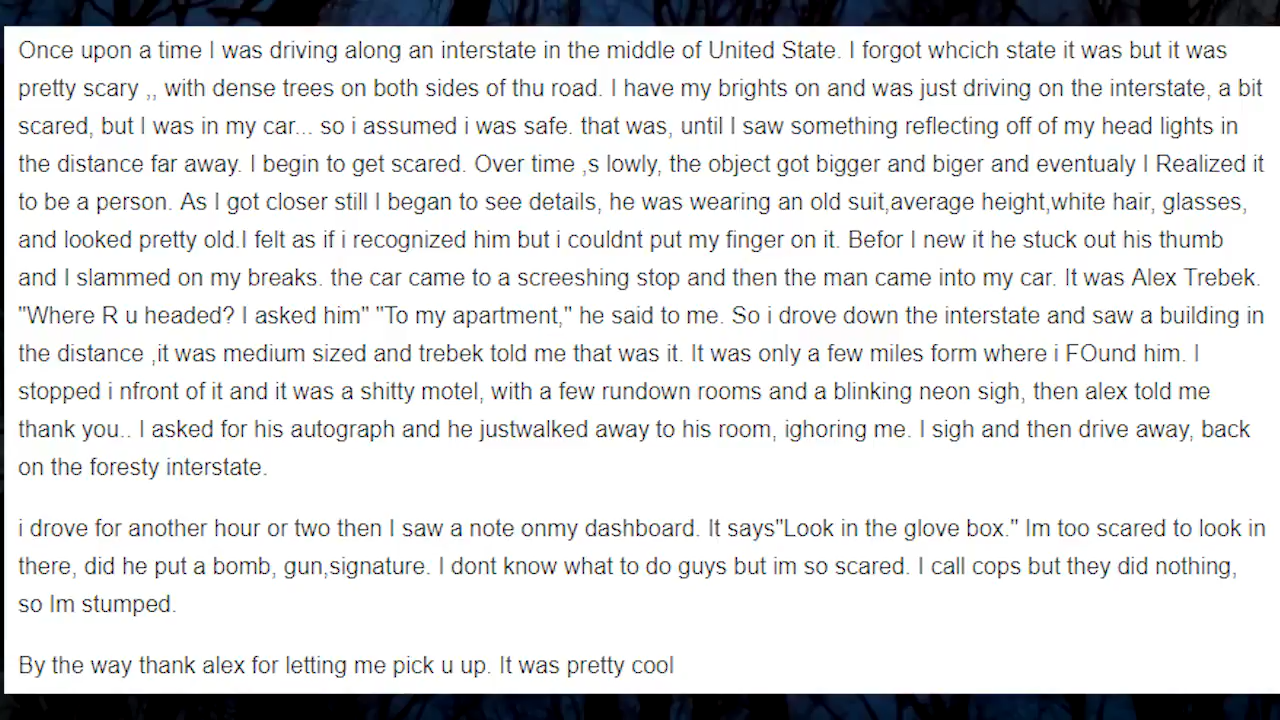 Once upon a time I was driving along an interstate in the middle of United State. I forgot whcich state it was but it was
pretty scary ,, with dense trees on both sides of thu road. I have my brights on and was just driving on the interstate, a bit
scared, but I was in my car... so i assumed i was safe. that was, until I saw something reflecting off of my head lights in
the distance far away. I begin to get scared. Over time ,s lowly, the object got bigger and biger and eventualy I Realized it
to be a person. As I got closer still I began to see details, he was wearing an old suit,average height,white hair, glasses,
and looked pretty old.I felt as if i recognized him but i couldnt put my finger on it. Befor I new it he stuck out his thumb
and I slammed on my breaks. the car came to a screeshing stop and then the man came into my car. It was Alex Trebek.
"Where R u headed? I asked him" "To my apartment," he said to me. So i drove down the interstate and saw a building in
the distance ,it was medium sized and trebek told me that was it. It was only a few miles form where i FOund him. I
stopped i nfront of it and it was a shitty motel, with a few rundown rooms and a blinking neon sigh, then alex told me
thank you.. I asked for his autograph and he justwalked away to his room, ighoring me. I sigh and then drive away, back
on the foresty interstate.
i drove for another hour or two then I saw a note onmy dashboard. It says"Look in the glove box." Im too scared to look in
there, did he put a bomb, gun,signature. I dont know what to do guys but im so scared. I call cops but they did nothing,
so Im stumped.
By the way thank alex for letting me pick u up. It was pretty cool